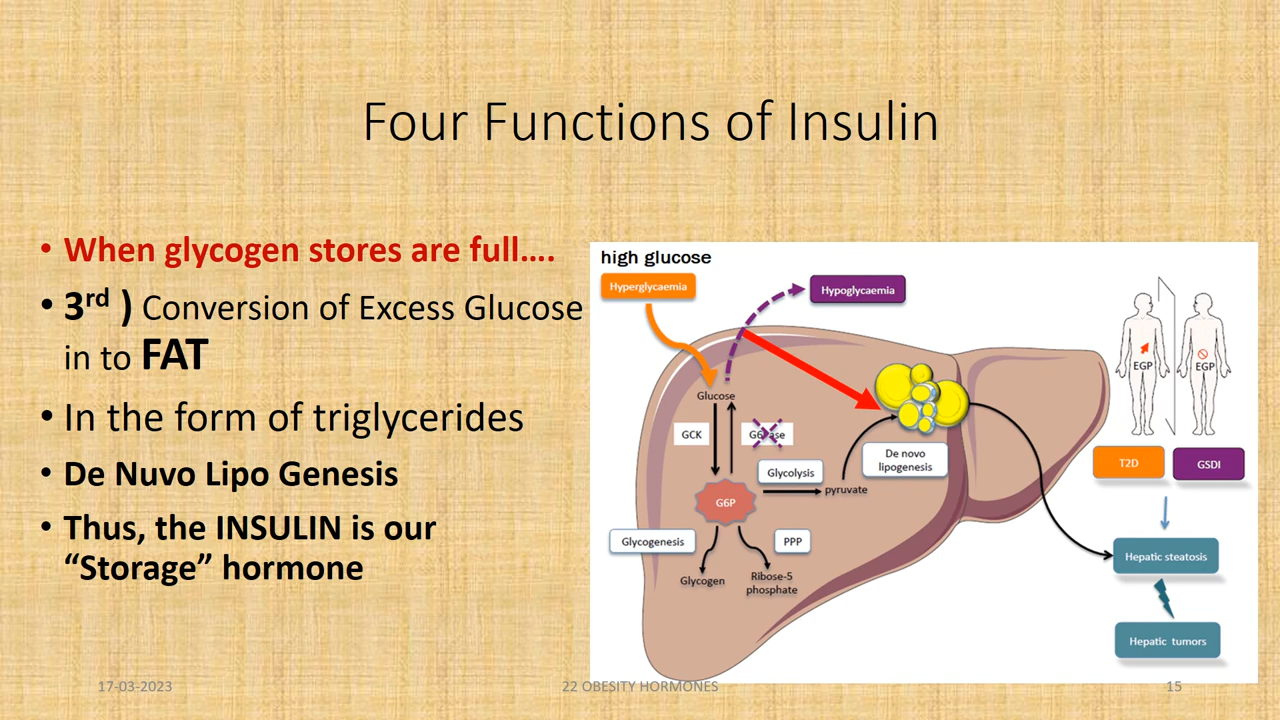 Four Functions of Insulin
• When glycogen stores are full....
• 3rd ) Conversion of Excess Glucose
in to FAT
• In the form of triglycerides
• De Nuvo Lipo Genesis
• Thus, the INSULIN is our
“Storage” hormone
high glucose
Hyperglycaemia
Hypoglycaemia
Glucose
GCK
G6Pase
Glycolysis
De novo
lipogenesis
G6P
pyruvate
Glycogenesis
PPP
Glycogen
Ribose-5
phosphate
EGP
EGP
T2D
GSDI
Hepatic steatosis
Hepatic tumors
17-03-2023
22 OBESITY HORMONES
15